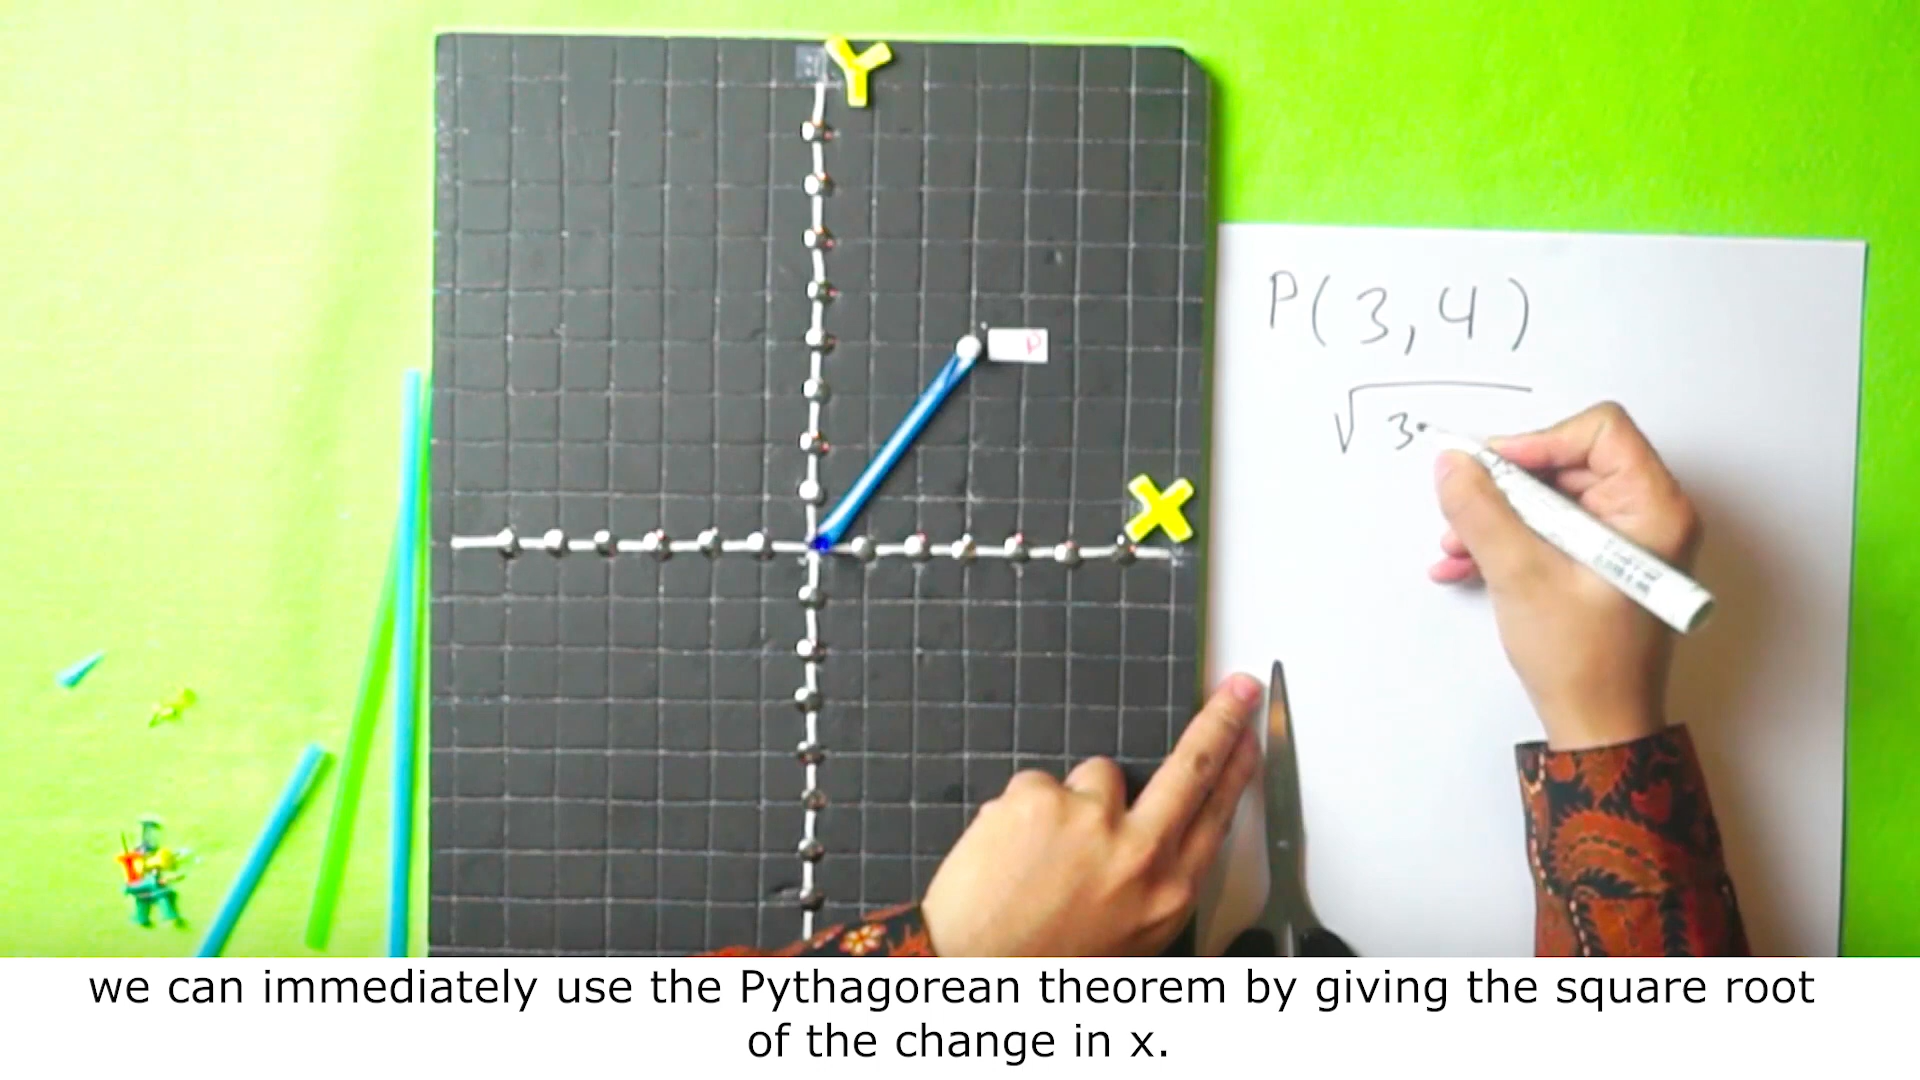 Y
P
X
P(3,4)
√3
we can immediately use the Pythagorean theorem by giving the square root
of the change in x.